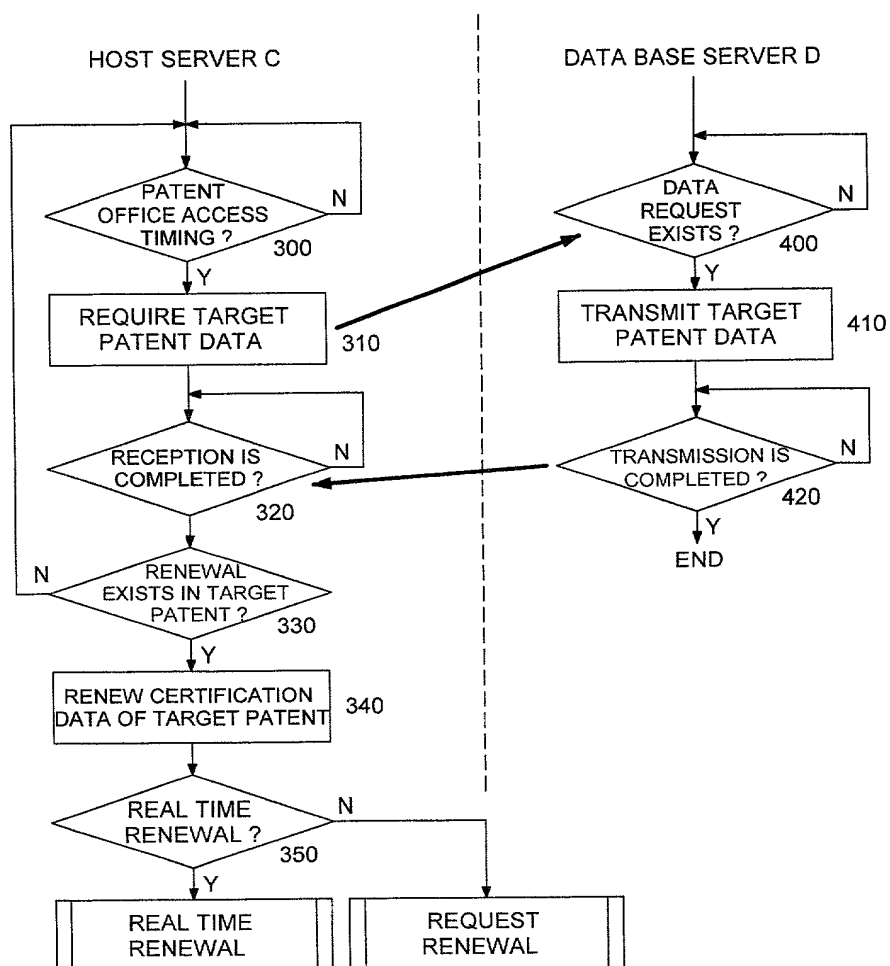 HOST SERVER C
PATENT
OFFICE ACCESS
TIMING ?
N
300
Y
REQUIRE TARGET
PATENT DATA
310
RECEPTION IS
COMPLETED ?
N
320
N
RENEWAL
EXISTS IN TARGET
PATENT ?
330
Y
RENEW CERTIFICATION
DATA OF TARGET PATENT
340
REAL TIME
RENEWAL ?
N
350
Y
REAL TIME
RENEWAL
REQUEST
RENEWAL
DATA BASE SERVER D
DATA
REQUEST
EXISTS ?
N
400
Y
TRANSMIT TARGET
PATENT DATA
410
TRANSMISSION IS
COMPLETED ?
N
420
Y
END